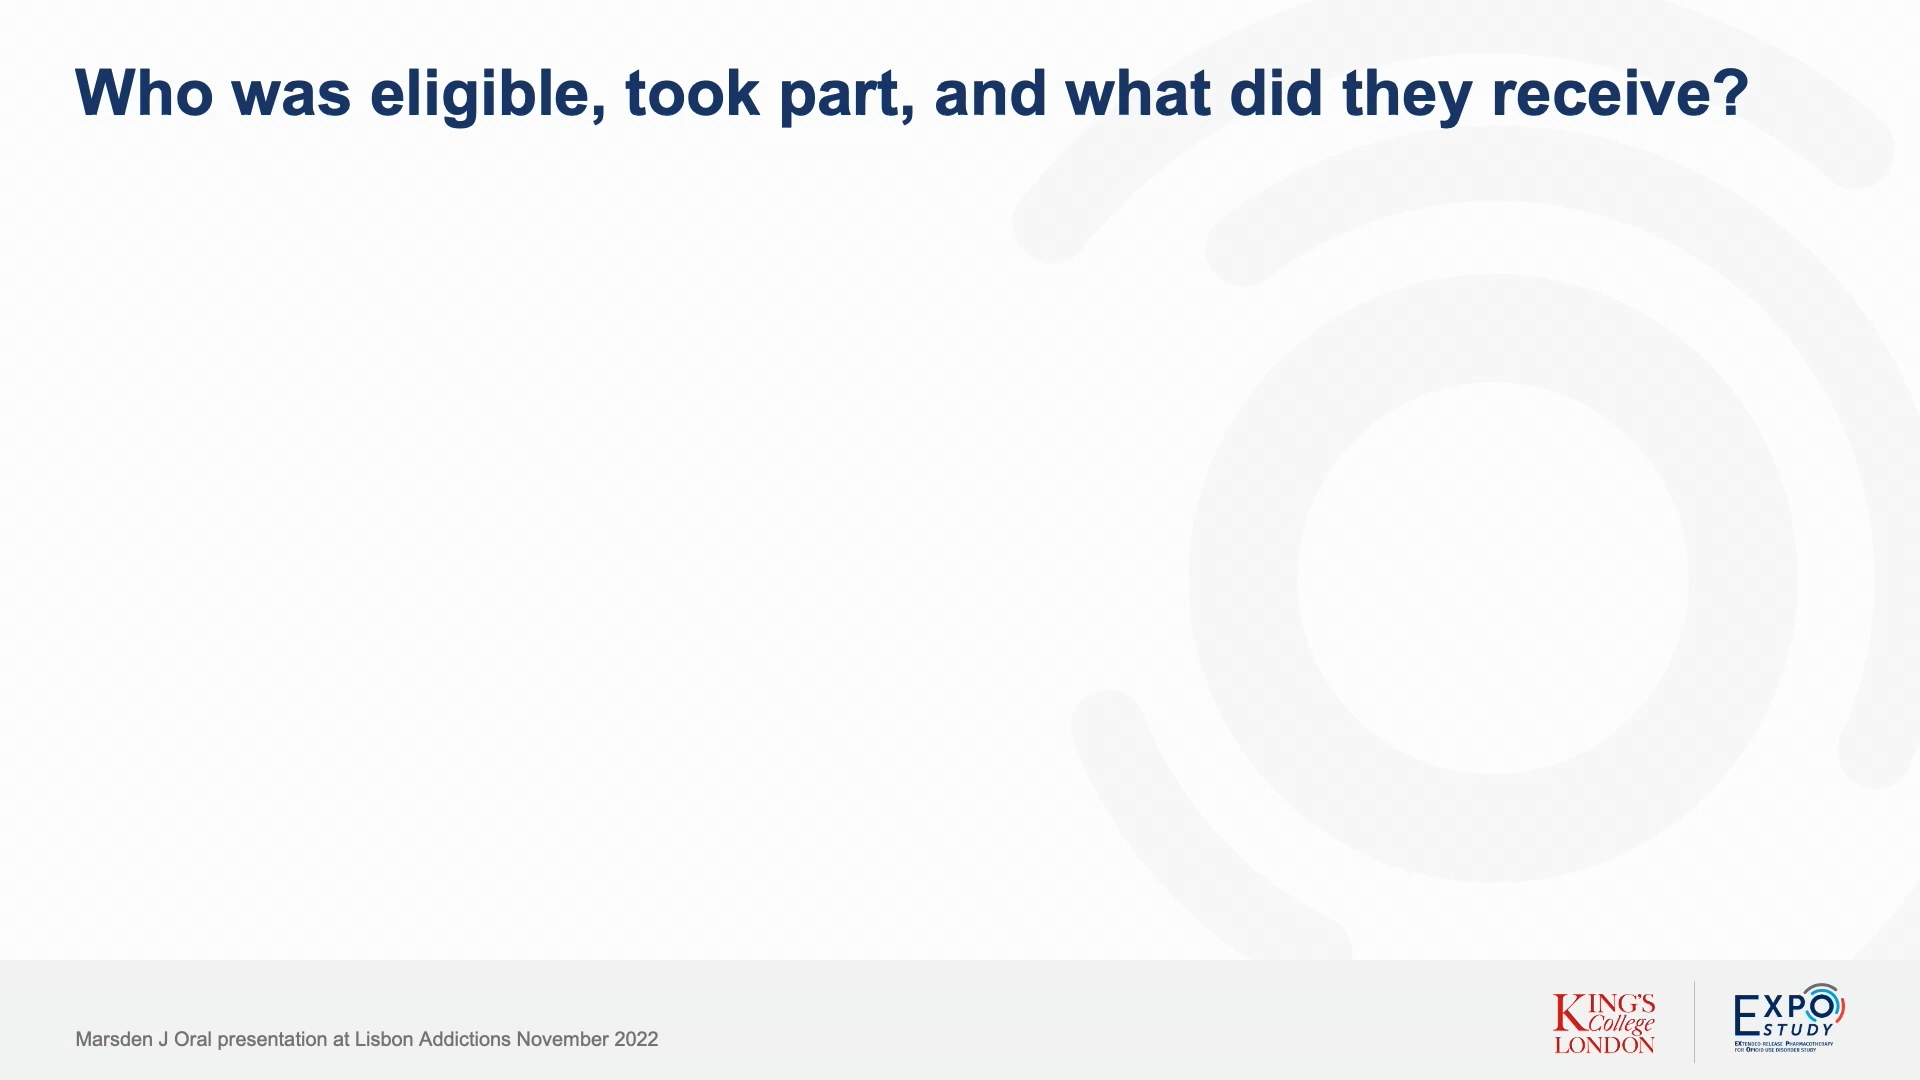 Who was eligible, took part, and what did they receive?
Marsden J Oral presentation at Lisbon Addictions November 2022
KING'S
College
LONDON
EXPO
STUDY
EXTENDED RELEASE PHARMACOTHERAPY
FOR OPIOID USE DISORDER STUDY